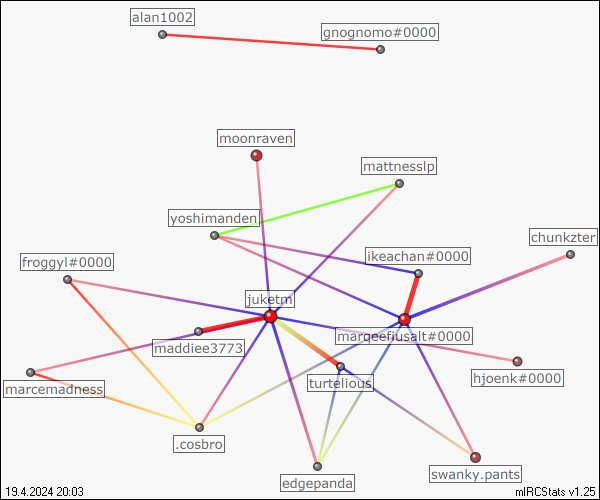 alan1002
gnognomo#0000
moonraven
mattnesslp
yoshimanden
chunkzter
ikeachan#0000
froggyl#0000
juketrn
marqeefiusalt#0000
maddiee3773
hjoenk#0000
turtelious
marcemadness
.cosbro
swanky.pants
edgepanda
19.4.2024 20:03
mIRCStats v1.25